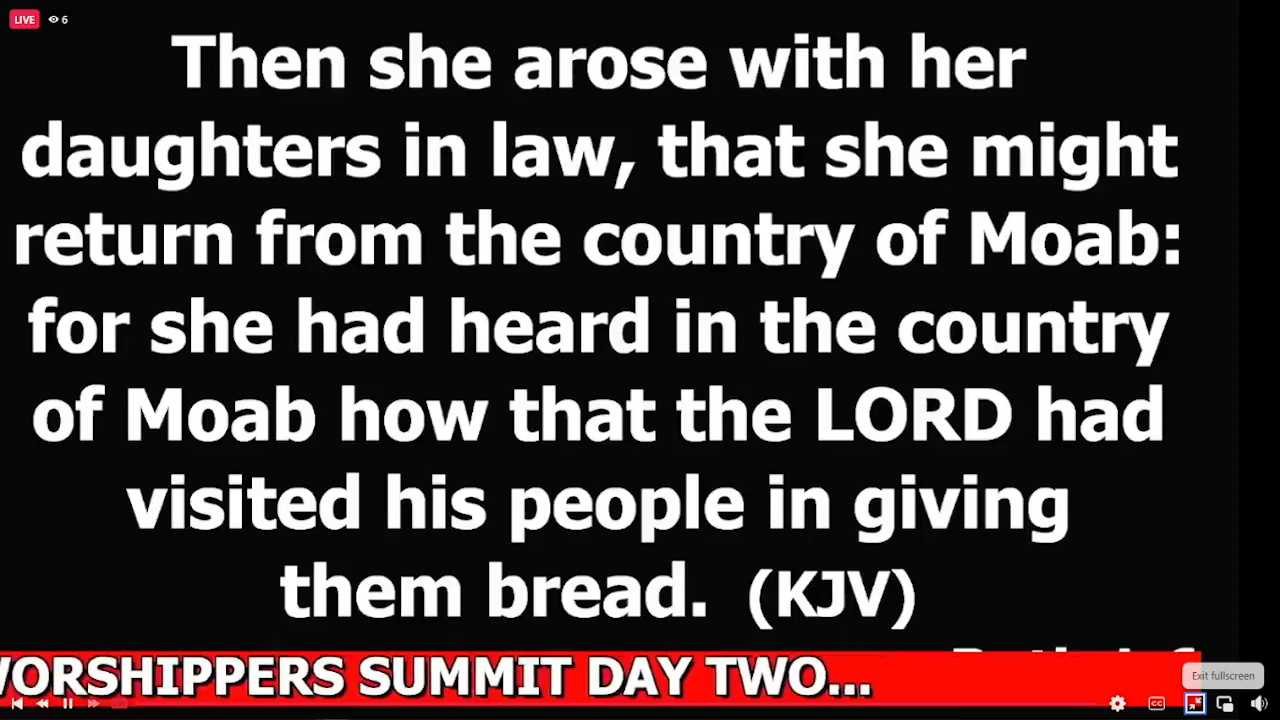 LIVE 6
Then she arose with her
daughters in law, that she might
return from the country of Moab:
for she had heard in the country
of Moab how that the LORD had
visited his people in giving
them bread. (KJV)
WORSHIPPERS SUMMIT DAY TWO...
Exit fullscreen
CC